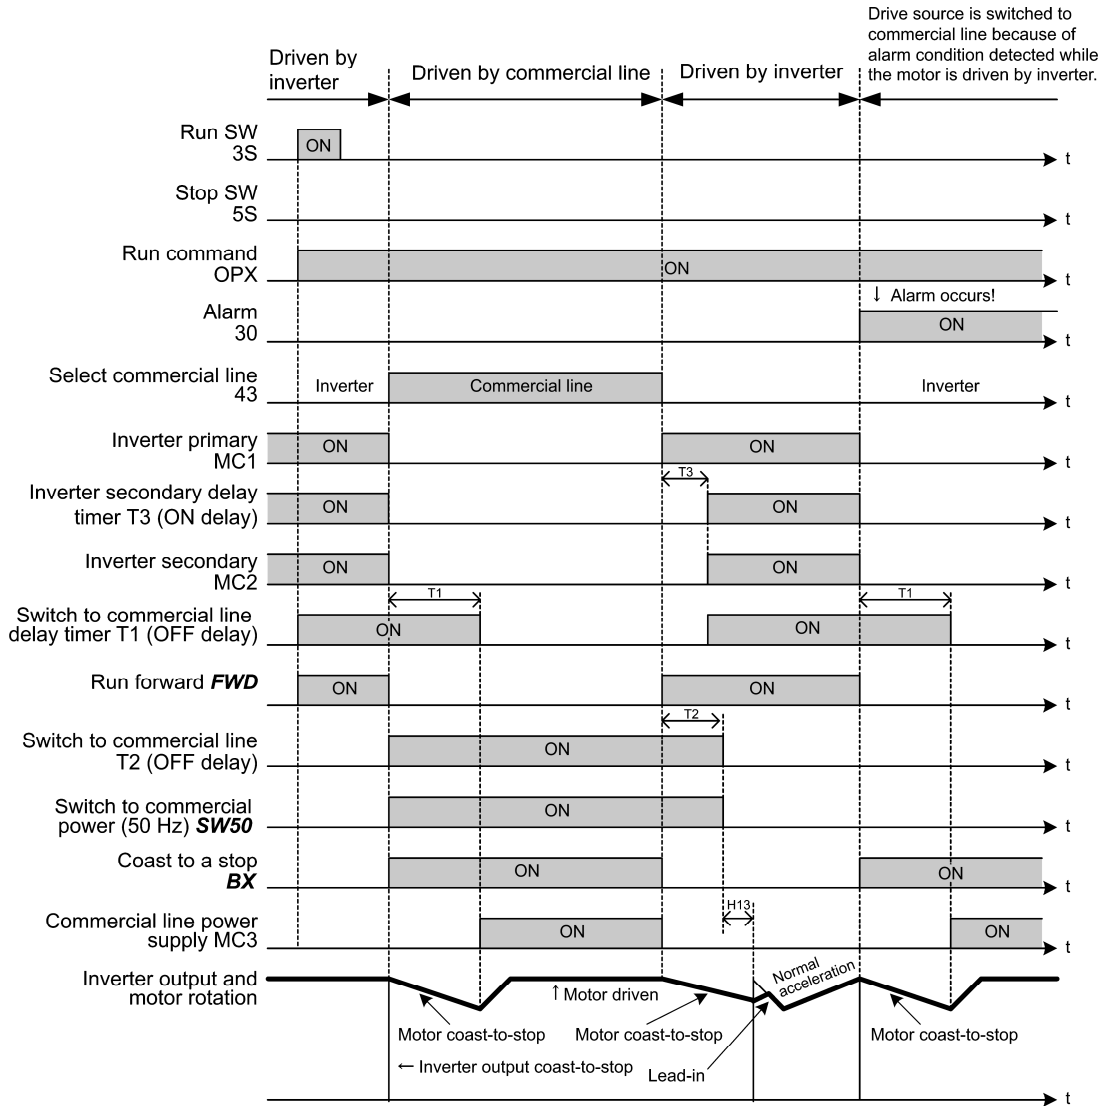 Drive source is switched to
commercial line because of
alarm condition detected while
the motor is driven by inverter.
Driven by
inverter
Driven by commercial line
Driven by inverter
Run SW
3S
ON
t
Stop SW
5S
t
Run command
OPX
ON
t
↓ Alarm occurs!
Alarm
30
ON
t
Select commercial line
43
Inverter
Commercial line
Inverter
t
Inverter primary
MC1
ON
ON
t
T3
Inverter secondary delay
timer T3 (ON delay)
ON
ON
t
Inverter secondary
MC2
ON
ON
t
T1
T1
Switch to commercial line
delay timer T1 (OFF delay)
ON
ON
t
Run forward FWD
ON
ON
t
T2
Switch to commercial line
T2 (OFF delay)
ON
t
Switch to commercial
power (50 Hz) SW50
ON
t
Coast to a stop
BX
ON
ON
t
H13
Commercial line power
supply MC3
ON
ON
t
Inverter output and
motor rotation
↑ Motor driven
Normal
acceleration
Motor coast-to-stop
Motor coast-to-stop
Motor coast-to-stop
← Inverter output coast-to-stop
Lead-in
t